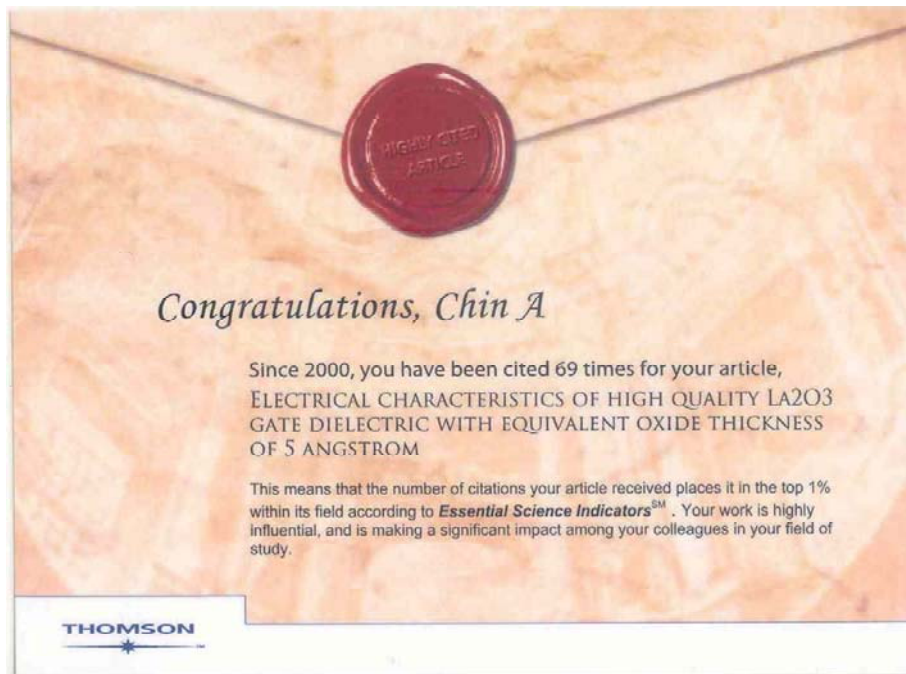 HIGHLY CITED
ARTICLE
Congratulations, Chin A
Since 2000, you have been cited 69 times for your article,
ELECTRICAL CHARACTERISTICS OF HIGH QUALITY LA2O3
GATE DIELECTRIC WITH EQUIVALENT OXIDE THICKNESS
OF 5 ANGSTROM
This means that the number of citations your article received places it in the top 1%
within its field according to Essential Science Indicators℠ . Your work is highly
influential, and is making a significant impact among your colleagues in your field of
study.
THOMSON
™